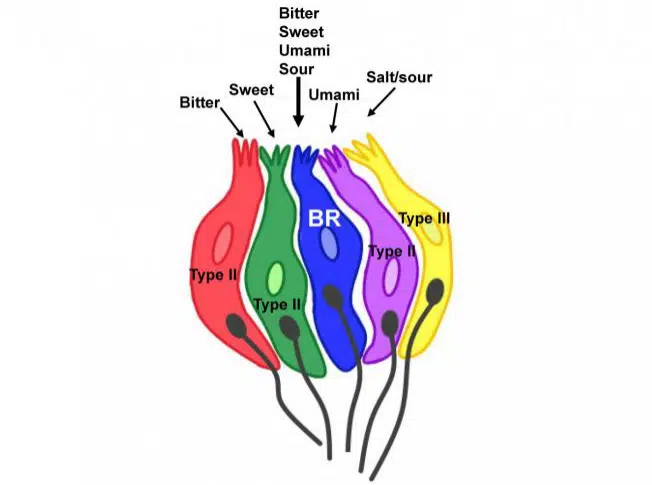 Bitter
Sweet
Umami
Sour
Bitter
Sweet
Umami
Salt/sour
BR
Type III
Type II
Type II
Type II